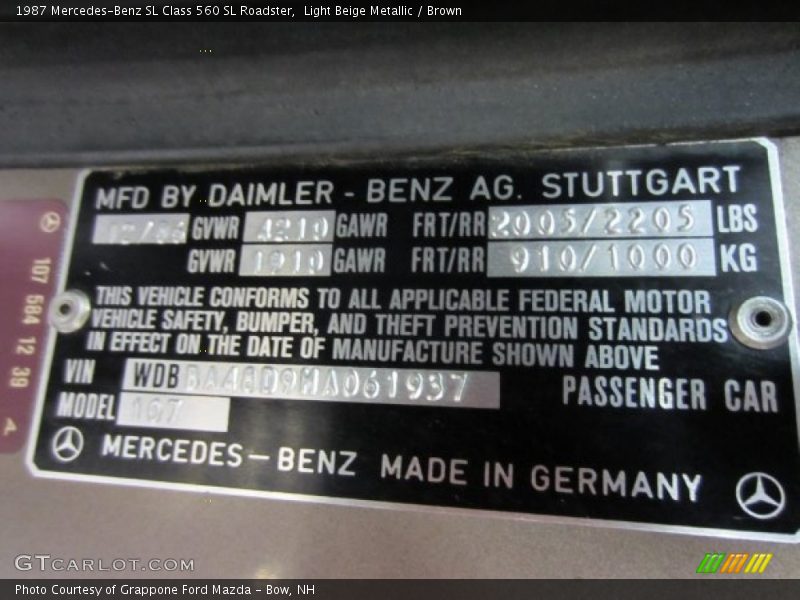 1987 Mercedes-Benz SL Class 560 SL Roadster,  Light Beige Metallic / Brown
MFD BY DAIMLER - BENZ AG. STUTTGART
GVWR 4210 GAWR FRT/RR 2005/2205 LBS
GVWR 1910 GAWR FRT/RR 910/1000 KG
THIS VEHICLE CONFORMS TO ALL APPLICABLE FEDERAL MOTOR
VEHICLE SAFETY, BUMPER, AND THEFT PREVENTION STANDARDS
IN EFFECT ON THE DATE OF MANUFACTURE SHOWN ABOVE
VIN WDBBA48D9HA061937
PASSENGER CAR
MODEL 107
MERCEDES-BENZ MADE IN GERMANY
107 584 12 39 A
GTCarLot.com
Photo Courtesy of Grappone Ford Mazda - Bow, NH